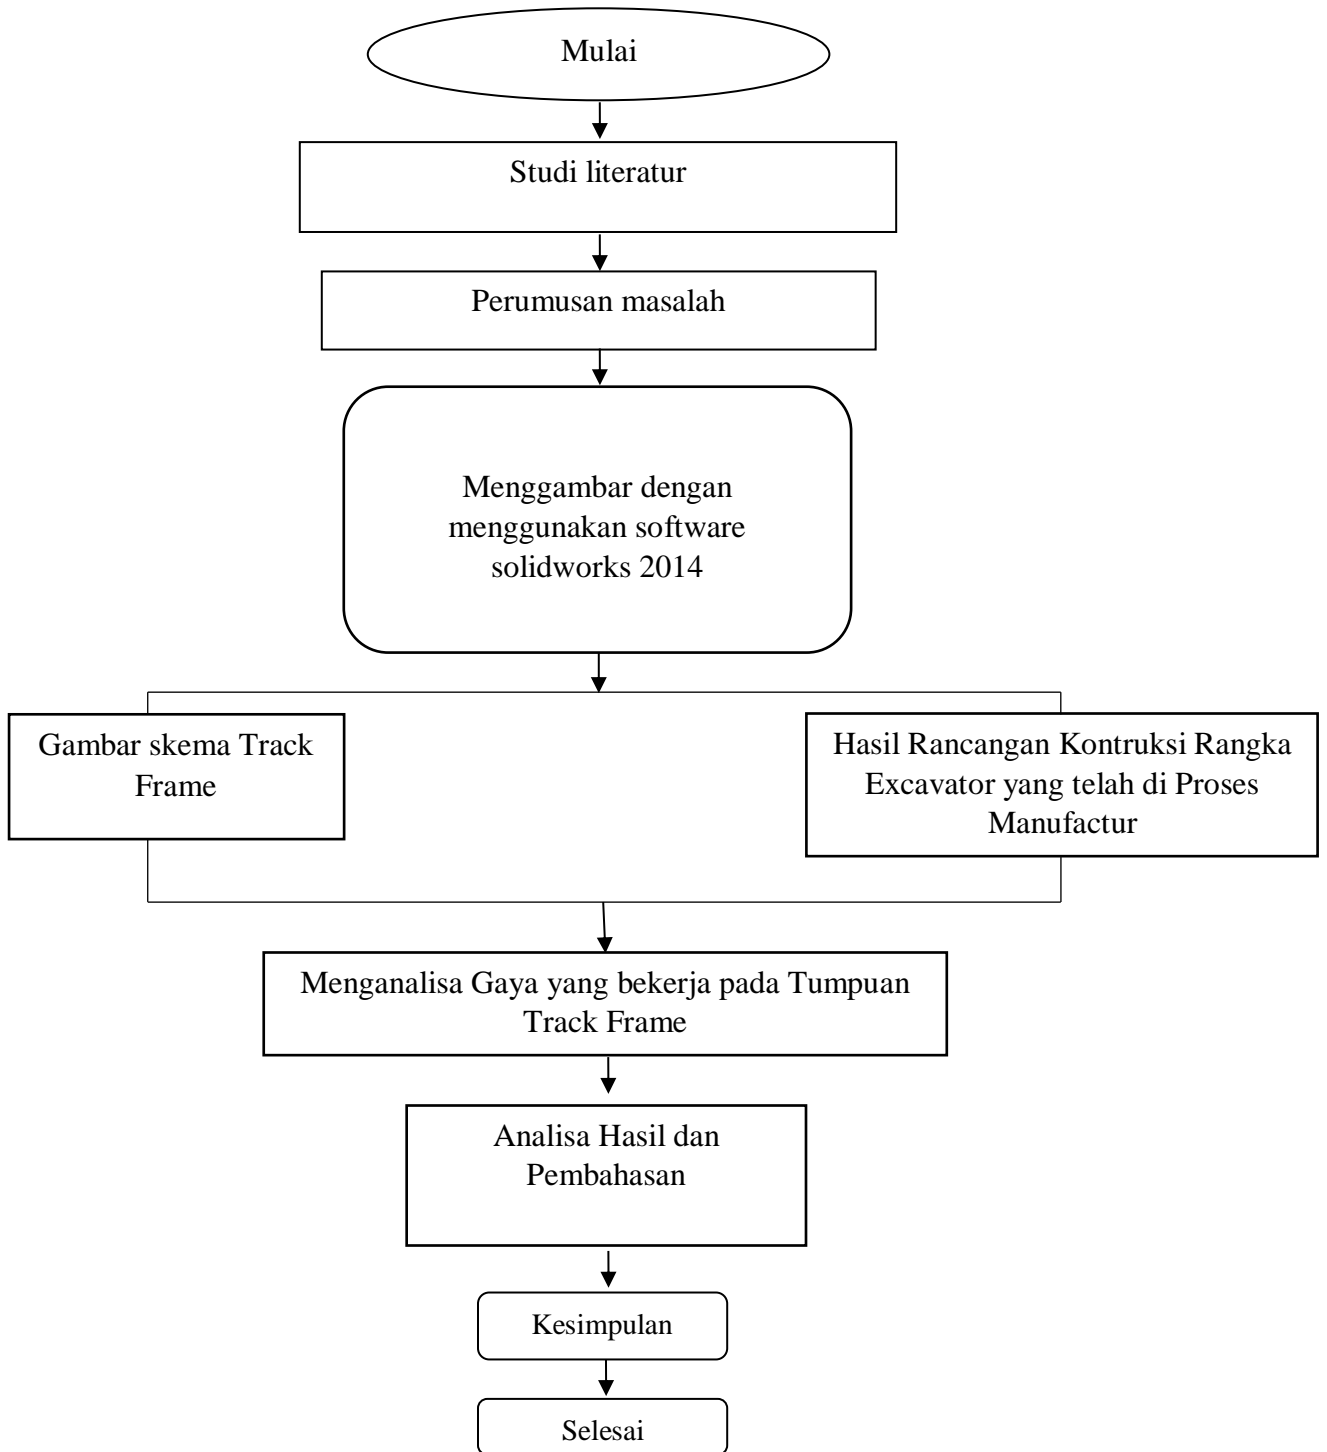 Mulai
Studi literatur
Perumusan masalah
Menggambar dengan
menggunakan software
solidworks 2014
Gambar skema Track
Frame
Hasil Rancangan Kontruksi Rangka
Excavator yang telah di Proses
Manufactur
Menganalisa Gaya yang bekerja pada Tumpuan
Track Frame
Analisa Hasil dan
Pembahasan
Kesimpulan
Selesai